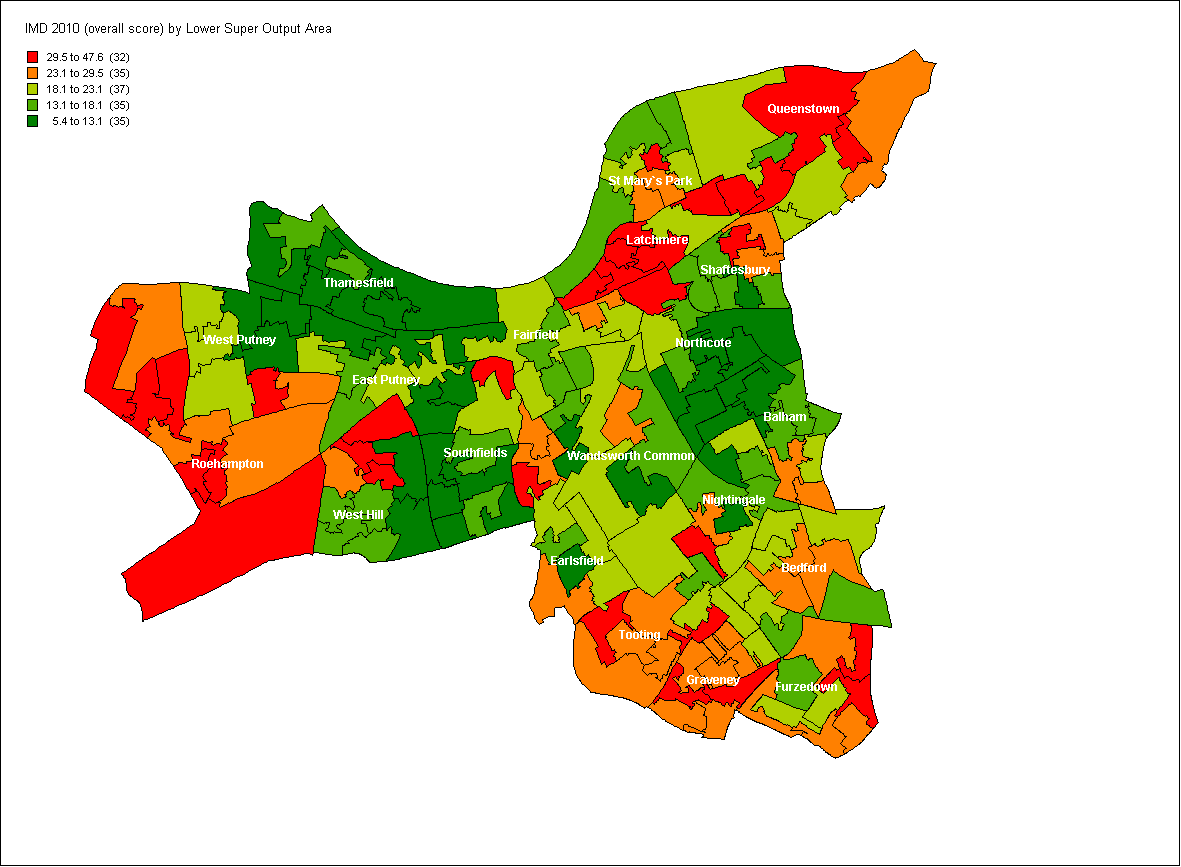 IMD 2010 (overall score) by Lower Super Output Area
29.5 to 47.6 (32)
23.1 to 29.5 (35)
18.1 to 23.1 (37)
13.1 to 18.1 (35)
5.4 to 13.1 (35)
Queenstown
St Mary`s Park
Latchmere
Shaftesbury
Thamesfield
Fairfield
West Putney
Northcote
East Putney
Balham
Southfields
Wandsworth Common
Roehampton
Nightingale
West Hill
Earlsfield
Bedford
Tooting
Graveney
Furzedown